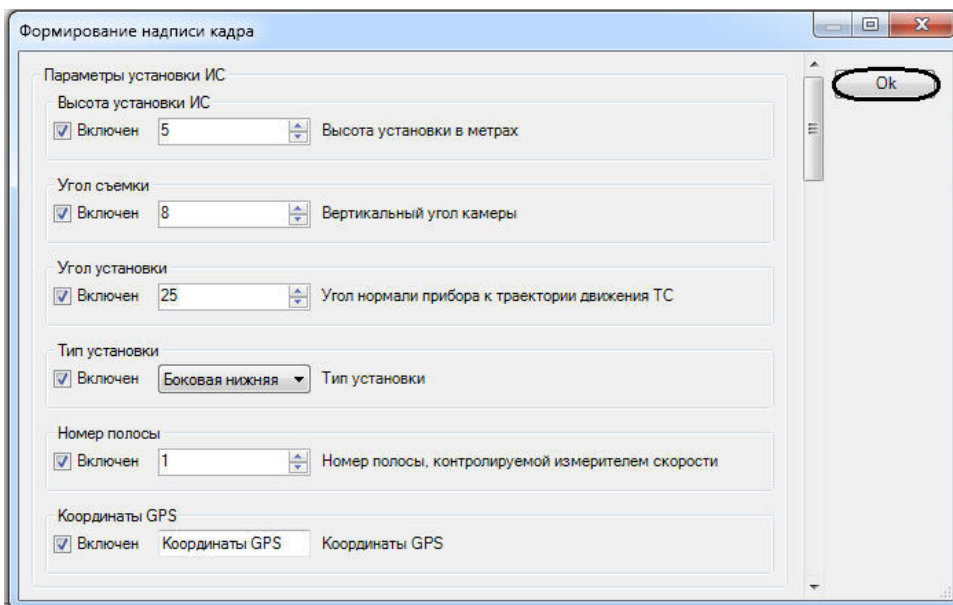 Формирование надписи кадра
Ok
Параметры установки ИС
Высота установки ИС
Включен 5 Высота установки в метрах
Угол съемки
Включен 8 Вертикальный угол камеры
Угол установки
Включен 25 Угол нормали прибора к траектории движения ТС
Тип установки
Включен Боковая нижняя Тип установки
Номер полосы
Включен 1 Номер полосы, контролируемой измерителем скорости
Координаты GPS
Включен Координаты GPS Координаты GPS